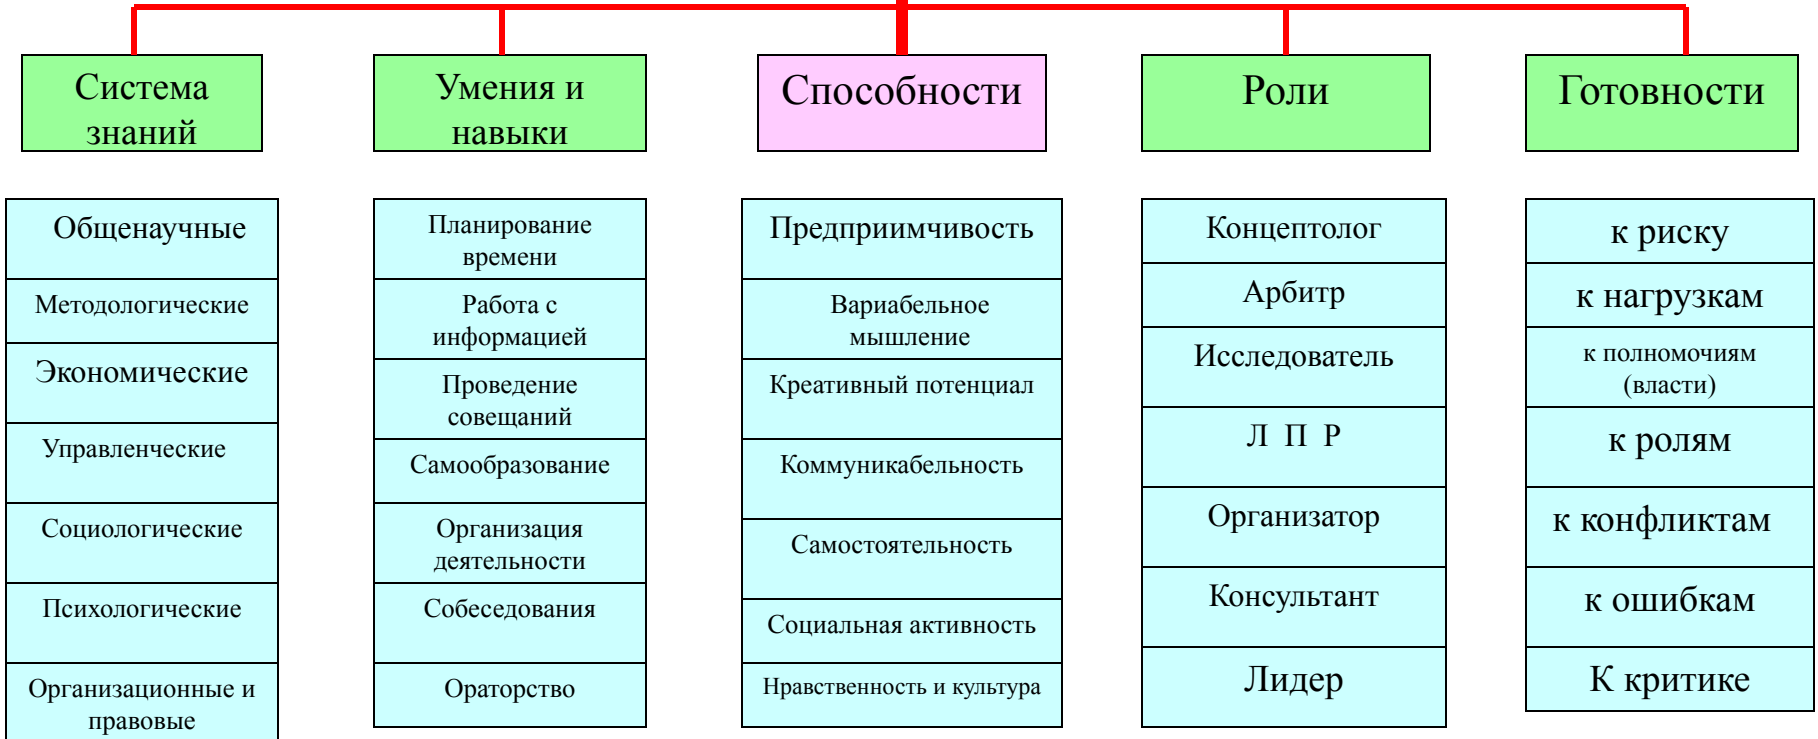 Система
знаний
Общенаучные
Методологические
Экономические
Управленческие
Социологические
Психологические
Организационные и
правовые
Умения и
навыки
Планирование
времени
Работа с
информацией
Проведение
совещаний
Самообразование
Организация
деятельности
Собеседования
Ораторство
Способности
Предприимчивость
Вариабельное
мышление
Креативный потенциал
Коммуникабельность
Самостоятельность
Социальная активность
Нравственность и культура
Роли
Концептолог
Арбитр
Исследователь
Л П Р
Организатор
Консультант
Лидер
Готовности
к риску
к нагрузкам
к полномочиям
(власти)
к ролям
к конфликтам
к ошибкам
К критике